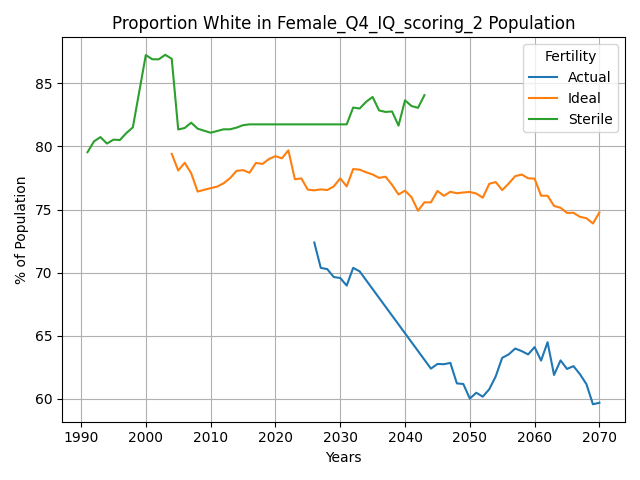 Proportion White in Female_Q4_IQ_scoring_2 Population
Fertility
Actual
Ideal
Sterile
% of Population
85
80
75
70
65
60
1990
2000
2010
2020
2030
2040
2050
2060
2070
Years